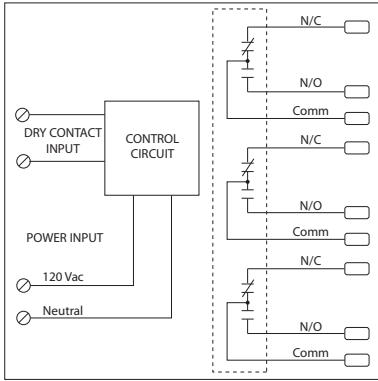 N/C
N/O
Comm
N/C
N/O
Comm
N/C
N/O
Comm
DRY CONTACT
INPUT
CONTROL
CIRCUIT
POWER INPUT
120 Vac
Neutral